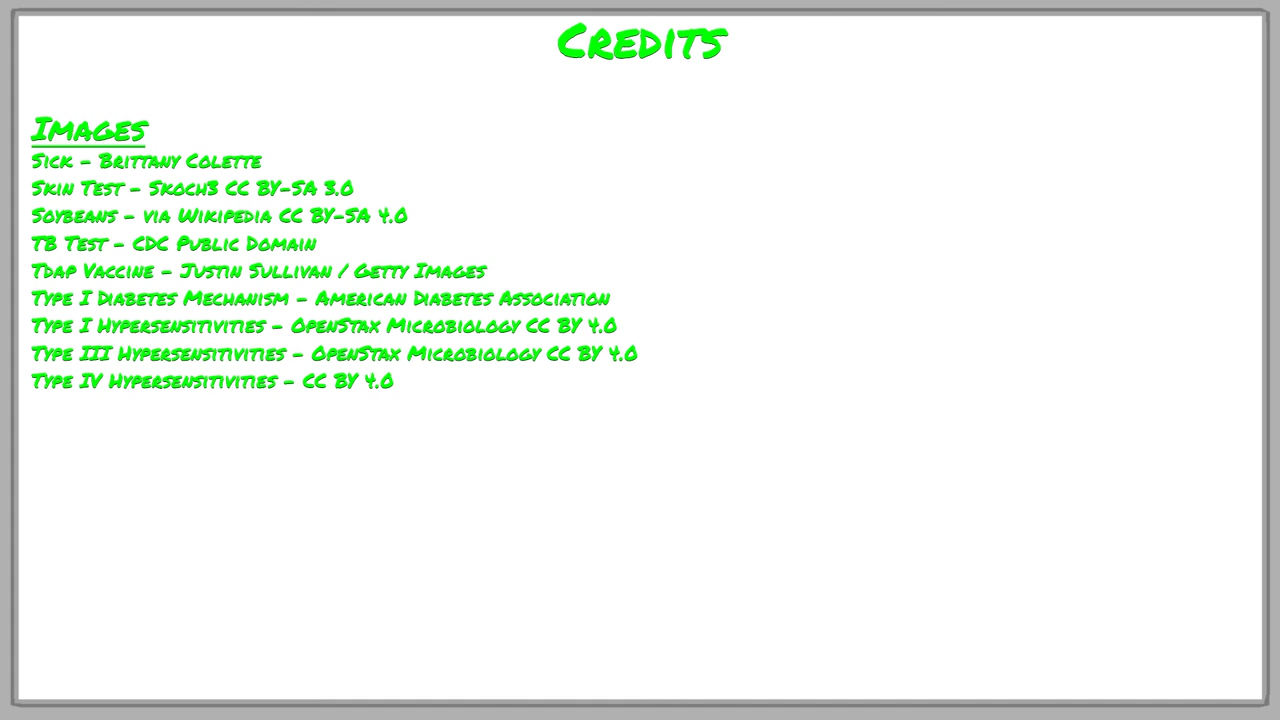 Credits
Images
Sick - Brittany Colette
Skin Test - Skoch3 CC BY-SA 3.0
Soybeans - via Wikipedia CC BY-SA 4.0
TB Test - CDC Public Domain
Tdap Vaccine - Justin Sullivan / Getty Images
Type I Diabetes Mechanism - American Diabetes Association
Type I Hypersensitivities - OpenStax Microbiology CC BY 4.0
Type III Hypersensitivities - OpenStax Microbiology CC BY 4.0
Type IV Hypersensitivities - CC BY 4.0